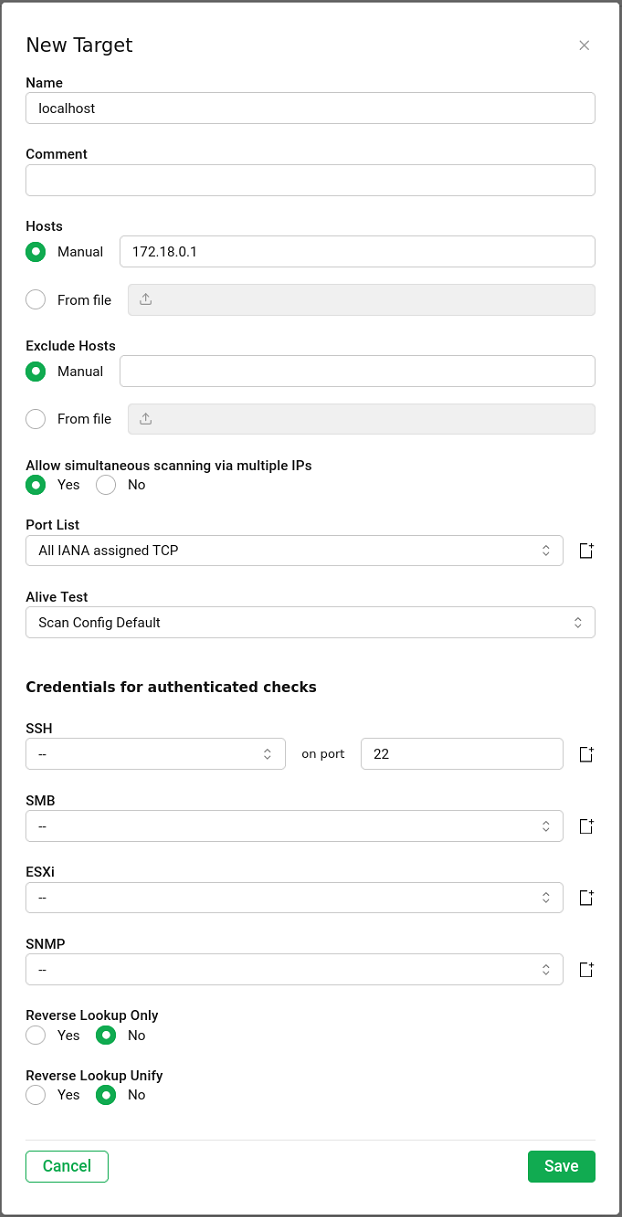 New Target
Name
localhost
Comment
Hosts
Manual 172.18.0.1
From file
Exclude Hosts
Manual
From file
Allow simultaneous scanning via multiple IPs
Yes No
Port List
All IANA assigned TCP
Alive Test
Scan Config Default
Credentials for authenticated checks
SSH
-- on port 22
SMB
--
ESXi
--
SNMP
--
Reverse Lookup Only
Yes No
Reverse Lookup Unify
Yes No
Cancel Save